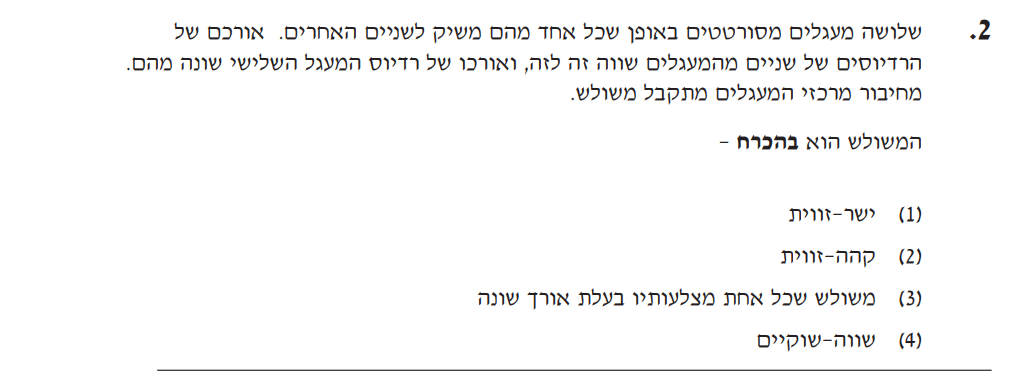 2. שלושה מעגלים מסורטטים באופן שכל אחד מהם משיק לשניים האחרים. אורכם של
הרדיוסים של שניים מהמעגלים שווה זה לזה, ואורכו של רדיוס המעגל השלישי שונה מהם.
מחיבור מרכזי המעגלים מתקבל משולש.
המשולש הוא בהכרח –
(1) ישר-זווית
(2) קהה-זווית
(3) משולש שכל אחת מצלעותיו בעלת אורך שונה
(4) שווה-שוקיים